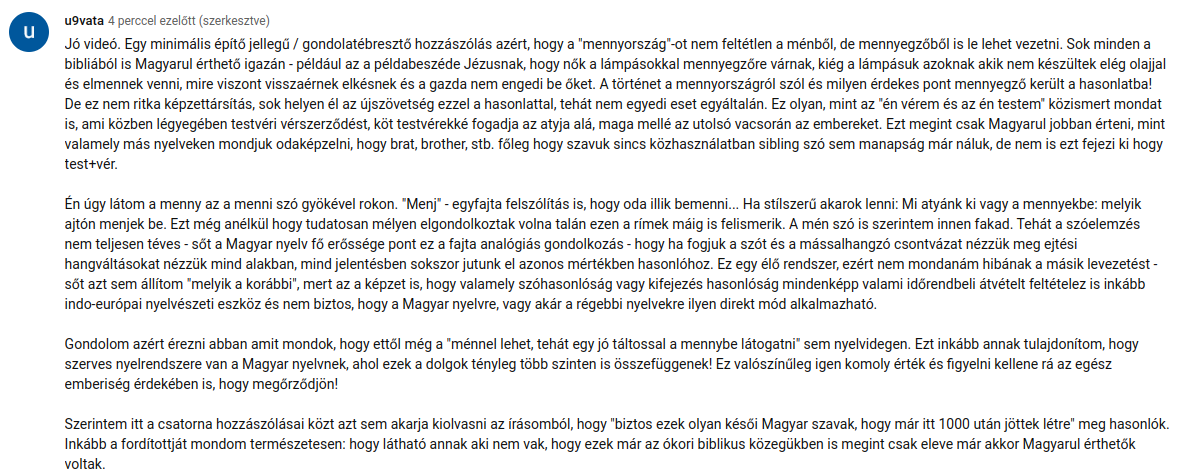 u
u9vata 4 perccel ezelőtt (szerkesztve)
Jó videó. Egy minimális építő jellegű / gondolatébresztő hozzászólás azért, hogy a "mennyország"-ot nem feltétlen a ménből, de mennyegzőből is le lehet vezetni. Sok minden a
bibliából is Magyarul érthető igazán - például az a példabeszéde Jézusnak, hogy nők a lámpásokkal mennyegzőre várnak, kiég a lámpásuk azoknak akik nem készültek elég olajjal
és elmennek venni, mire viszont visszaérnek elkésnek és a gazda nem engedi be őket. A történet a mennyországról szól és milyen érdekes pont mennyegző került a hasonlatba!
De ez nem ritka képzettársítás, sok helyen él az újszövetség ezzel a hasonlattal, tehát nem egyedi eset egyáltalán. Ez olyan, mint az "én vérem és az én testem" közismert mondat
is, ami közben légyegében testvéri vérszerződést, köt testvérekké fogadja az atyja alá, maga mellé az utolsó vacsorán az embereket. Ezt megint csak Magyarul jobban érteni, mint
valamely más nyelveken mondjuk odaképzelni, hogy brat, brother, stb. főleg hogy szavuk sincs közhasználatban sibling szó sem manapság már náluk, de nem is ezt fejezi ki hogy
test+vér.
Én úgy látom a menny az a menni szó gyökével rokon. "Menj" - egyfajta felszólítás is, hogy oda illik bemenni... Ha stílszerű akarok lenni: Mi atyánk ki vagy a mennyekbe: melyik
ajtón menjek be. Ezt még anélkül hogy tudatosan mélyen elgondolkoztak volna talán ezen a rímek máig is felismerik. A mén szó is szerintem innen fakad. Tehát a szóelemzés
nem teljesen téves - sőt a Magyar nyelv fő erőssége pont ez a fajta analógiás gondolkozás - hogy ha fogjuk a szót és a mássalhangzó csontvázat nézzük meg ejtési
hangváltásokat nézzük mind alakban, mind jelentésben sokszor jutunk el azonos mértékben hasonlóhoz. Ez egy élő rendszer, ezért nem mondanám hibának a másik levezetést -
sőt azt sem állítom "melyik a korábbi", mert az a képzet is, hogy valamely szóhasonlóság vagy kifejezés hasonlóság mindenképp valami időrendbeli átvételt feltételez is inkább
indo-európai nyelvészeti eszköz és nem biztos, hogy a Magyar nyelvre, vagy akár a régebbi nyelvekre ilyen direkt mód alkalmazható.
Gondolom azért érezni abban amit mondok, hogy ettől még a "ménnel lehet, tehát egy jó táltossal a mennybe látogatni" sem nyelvidegen. Ezt inkább annak tulajdonítom, hogy
szerves nyelrendszere van a Magyar nyelvnek, ahol ezek a dolgok tényleg több szinten is összefüggenek! Ez valószínűleg igen komoly érték és figyelni kellene rá az egész
emberiség érdekében is, hogy megőrződjön!
Szerintem itt a csatorna hozzászólásai közt azt sem akarja kiolvasni az írásomból, hogy "biztos ezek olyan késői Magyar szavak, hogy már itt 1000 után jöttek létre" meg hasonlók.
Inkább a fordítottját mondom természetesen: hogy látható annak aki nem vak, hogy ezek már az ókori biblikus közegükben is megint csak eleve már akkor Magyarul érthetők
voltak.